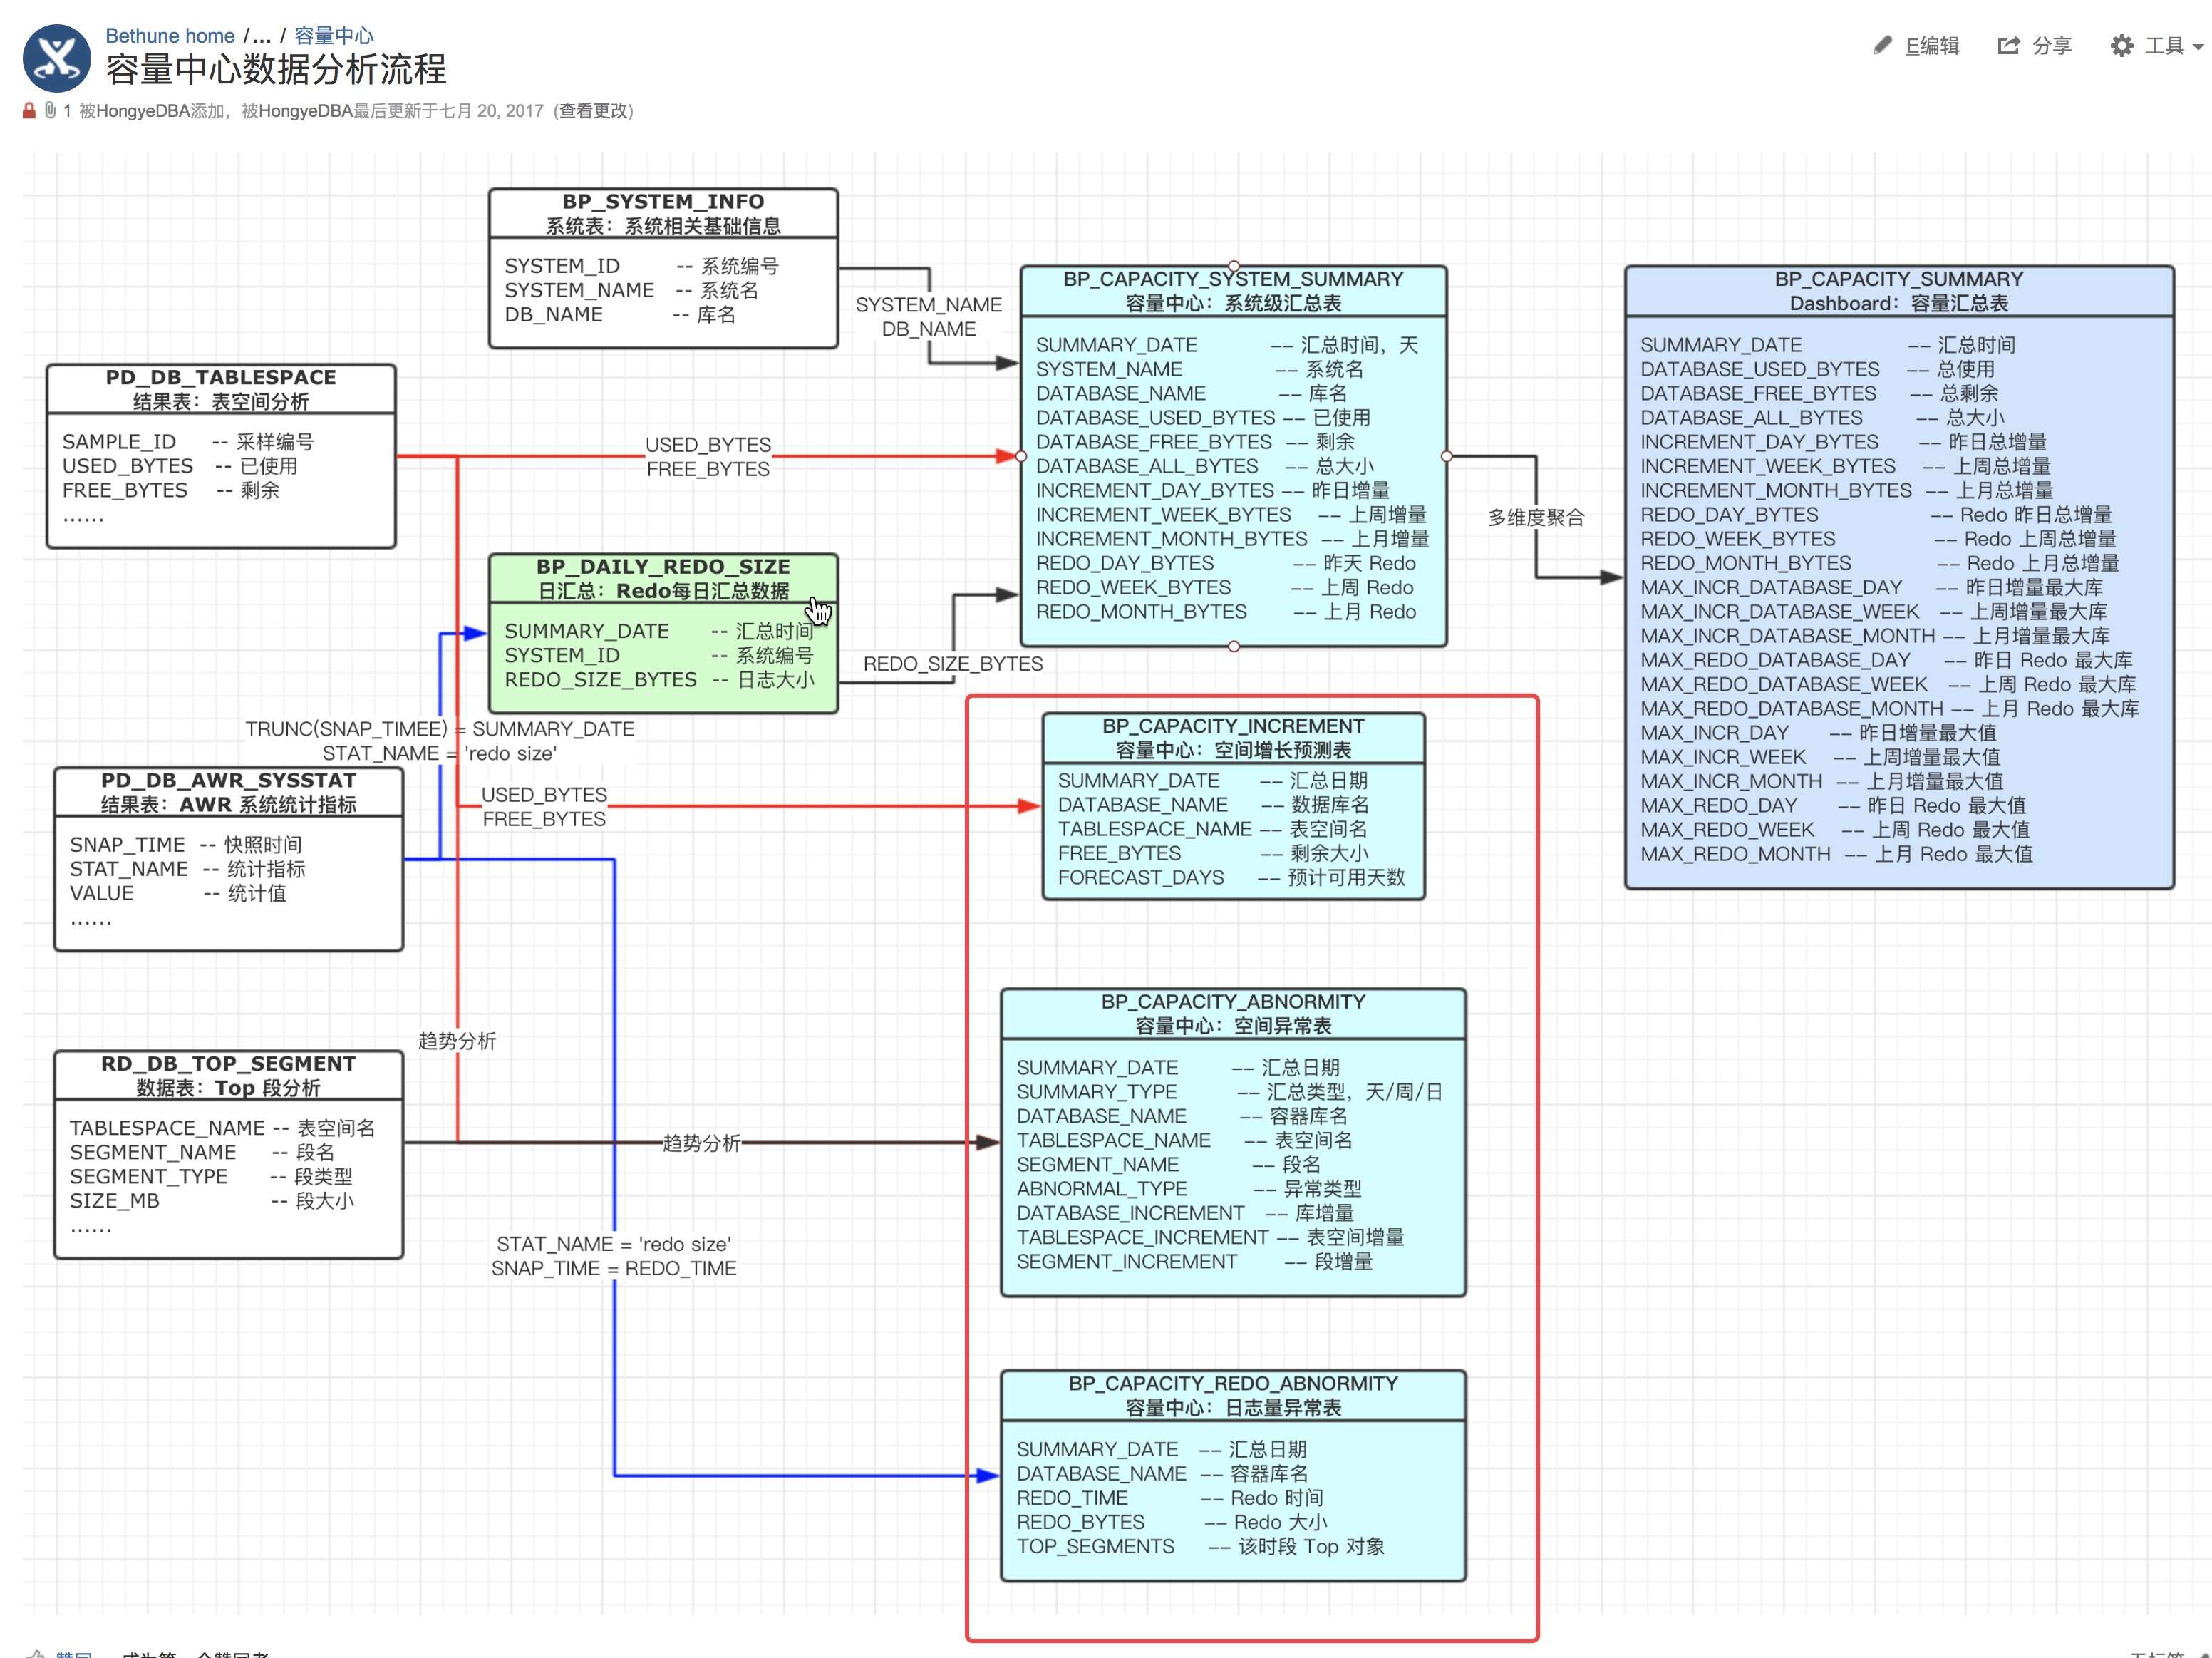 Bethune home /... / 容量中心
容量中心数据分析流程
E编辑 分享 工具
1 被HongyeDBA添加，被HongyeDBA最后更新于七月 20, 2017 (查看更改)
BP_SYSTEM_INFO
系统表：系统相关基础信息
SYSTEM_ID -- 系统编号
SYSTEM_NAME -- 系统名
DB_NAME -- 库名
SYSTEM_NAME
DB_NAME
PD_DB_TABLESPACE
结果表：表空间分析
SAMPLE_ID -- 采样编号
USED_BYTES -- 已使用
FREE_BYTES -- 剩余
......
USED_BYTES
FREE_BYTES
BP_DAILY_REDO_SIZE
日汇总：Redo每日汇总数据
SUMMARY_DATE -- 汇总时间
SYSTEM_ID -- 系统编号
REDO_SIZE_BYTES -- 日志大小
REDO_SIZE_BYTES
BP_CAPACITY_SYSTEM_SUMMARY
容量中心：系统级汇总表
SUMMARY_DATE -- 汇总时间，天
SYSTEM_NAME -- 系统名
DATABASE_NAME -- 库名
DATABASE_USED_BYTES -- 已使用
DATABASE_FREE_BYTES -- 剩余
DATABASE_ALL_BYTES -- 总大小
INCREMENT_DAY_BYTES -- 昨日增量
INCREMENT_WEEK_BYTES -- 上周增量
INCREMENT_MONTH_BYTES -- 上月增量
REDO_DAY_BYTES -- 昨天 Redo
REDO_WEEK_BYTES -- 上周 Redo
REDO_MONTH_BYTES -- 上月 Redo
多维度聚合
BP_CAPACITY_SUMMARY
Dashboard：容量汇总表
SUMMARY_DATE -- 汇总时间
DATABASE_USED_BYTES -- 总使用
DATABASE_FREE_BYTES -- 总剩余
DATABASE_ALL_BYTES -- 总大小
INCREMENT_DAY_BYTES -- 昨日总增量
INCREMENT_WEEK_BYTES -- 上周总增量
INCREMENT_MONTH_BYTES -- 上月总增量
REDO_DAY_BYTES -- Redo 昨日总增量
REDO_WEEK_BYTES -- Redo 上周总增量
REDO_MONTH_BYTES -- Redo 上月总增量
MAX_INCR_DATABASE_DAY -- 昨日增量最大库
MAX_INCR_DATABASE_WEEK -- 上周增量最大库
MAX_INCR_DATABASE_MONTH -- 上月增量最大库
MAX_REDO_DATABASE_DAY -- 昨日 Redo 最大库
MAX_REDO_DATABASE_WEEK -- 上周 Redo 最大库
MAX_REDO_DATABASE_MONTH -- 上月 Redo 最大库
MAX_INCR_DAY -- 昨日增量最大值
MAX_INCR_WEEK -- 上周增量最大值
MAX_INCR_MONTH -- 上月增量最大值
MAX_REDO_DAY -- 昨日 Redo 最大值
MAX_REDO_WEEK -- 上周 Redo 最大值
MAX_REDO_MONTH -- 上月 Redo 最大值
TRUNC(SNAP_TIMEE) = SUMMARY_DATE
STAT_NAME = 'redo size'
PD_DB_AWR_SYSSTAT
结果表：AWR 系统统计指标
SNAP_TIME -- 快照时间
STAT_NAME -- 统计指标
VALUE -- 统计值
......
USED_BYTES
FREE_BYTES
BP_CAPACITY_INCREMENT
容量中心：空间增长预测表
SUMMARY_DATE -- 汇总日期
DATABASE_NAME -- 数据库名
TABLESPACE_NAME -- 表空间名
FREE_BYTES -- 剩余大小
FORECAST_DAYS -- 预计可用天数
趋势分析
RD_DB_TOP_SEGMENT
数据表：Top 段分析
TABLESPACE_NAME -- 表空间名
SEGMENT_NAME -- 段名
SEGMENT_TYPE -- 段类型
SIZE_MB -- 段大小
......
趋势分析
BP_CAPACITY_ABNORMITY
容量中心：空间异常表
SUMMARY_DATE -- 汇总日期
SUMMARY_TYPE -- 汇总类型，天/周/日
DATABASE_NAME -- 容器库名
TABLESPACE_NAME -- 表空间名
SEGMENT_NAME -- 段名
ABNORMAL_TYPE -- 异常类型
DATABASE_INCREMENT -- 库增量
TABLESPACE_INCREMENT -- 表空间增量
SEGMENT_INCREMENT -- 段增量
STAT_NAME = 'redo size'
SNAP_TIME = REDO_TIME
BP_CAPACITY_REDO_ABNORMITY
容量中心：日志量异常表
SUMMARY_DATE -- 汇总日期
DATABASE_NAME -- 容器库名
REDO_TIME -- Redo 时间
REDO_BYTES -- Redo 大小
TOP_SEGMENTS -- 该时段 Top 对象